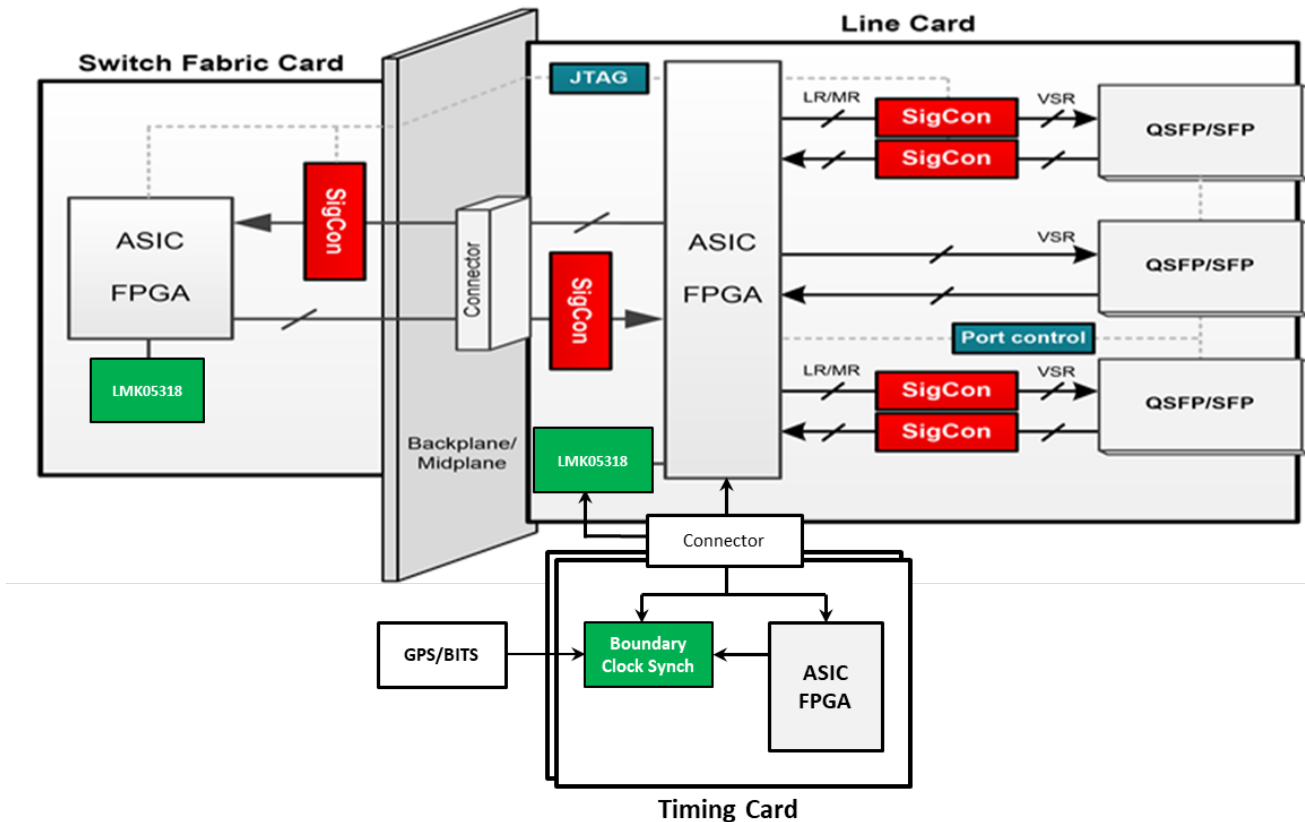 Line Card
Switch Fabric Card
JTAG
LR/MR
SigCon
VSR
QSFP/SFP
SigCon
SigCon
ASIC
FPGA
Connector
ASIC
FPGA
VSR
QSFP/SFP
SigCon
Port control
LMK05318
LR/MR
SigCon
VSR
QSFP/SFP
SigCon
Backplane/
Midplane
LMK05318
Connector
GPS/BITS
Boundary
Clock Synch
ASIC
FPGA
Timing Card